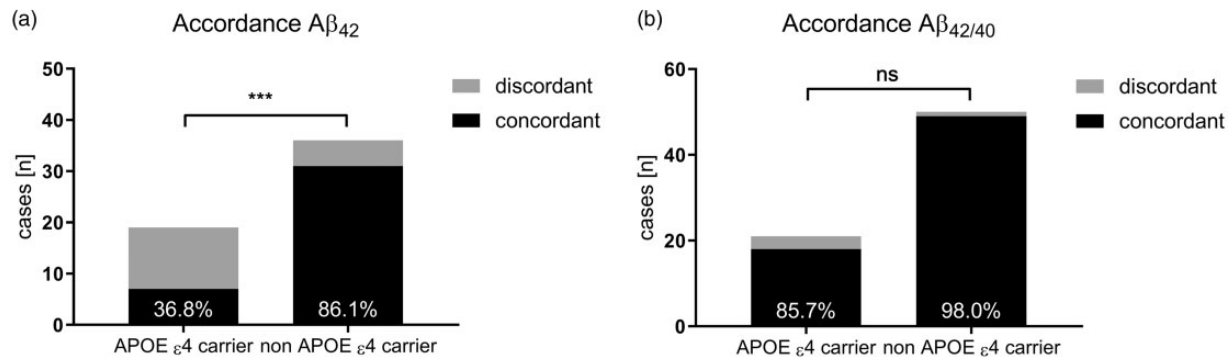 (a)
Accordance Aβ42
50
40
30
20
10
0
cases [n]
***
discordant
concordant
36.8%
86.1%
APOE ε4 carrier non APOE ε4 carrier
(b)
Accordance Aβ42/40
60
40
20
0
cases [n]
ns
discordant
concordant
85.7%
98.0%
APOE ε4 carrier non APOE ε4 carrier